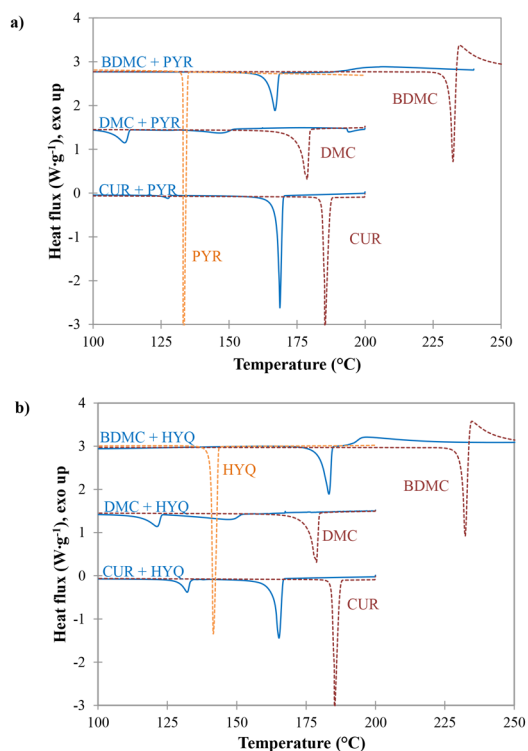 a)
4
3
2
1
0
-1
-2
-3
Heat flux (W·g⁻¹), exo up
BDMC + PYR
BDMC
DMC + PYR
DMC
CUR + PYR
CUR
PYR
100 125 150 175 200 225 250
Temperature (°C)
b)
4
3
2
1
0
-1
-2
-3
Heat flux (W·g⁻¹), exo up
BDMC + HYQ
HYQ
BDMC
DMC + HYQ
DMC
CUR + HYQ
CUR
100 125 150 175 200 225 250
Temperature (°C)